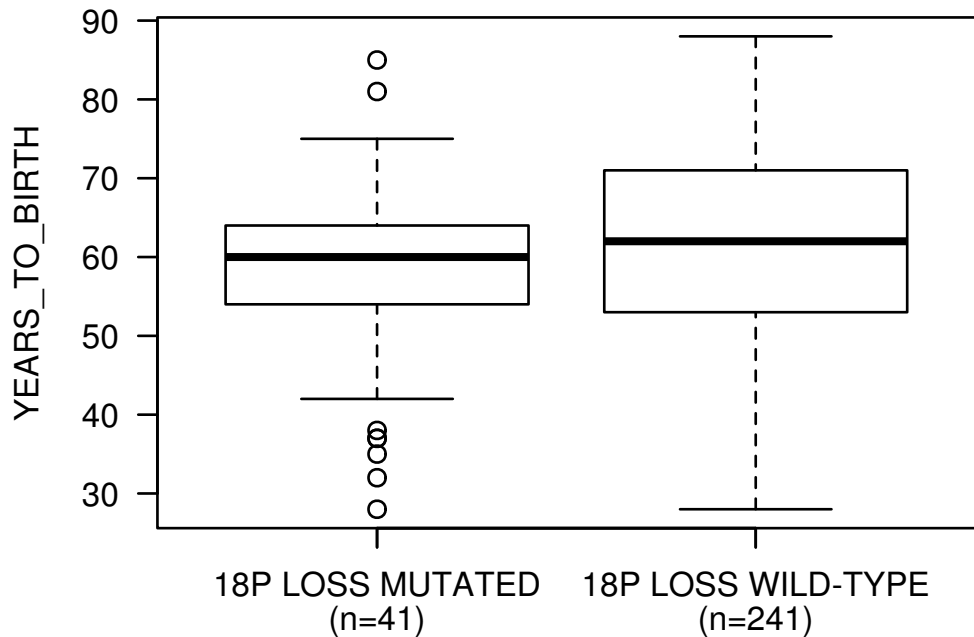 YEARS_TO_BIRTH
90
80
70
60
50
40
30
18P LOSS MUTATED
(n=41)
18P LOSS WILD-TYPE
(n=241)